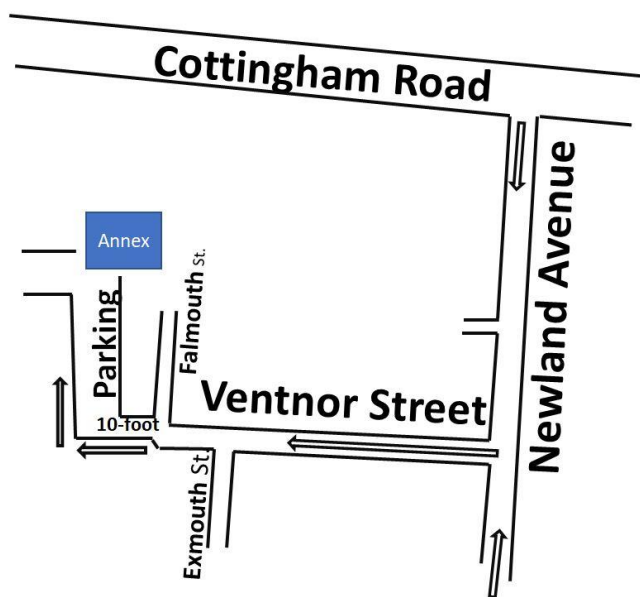 Cottingham Road
Newland Avenue
Annex
Parking
Falmouth St.
Ventnor Street
10-foot
Exmouth St.